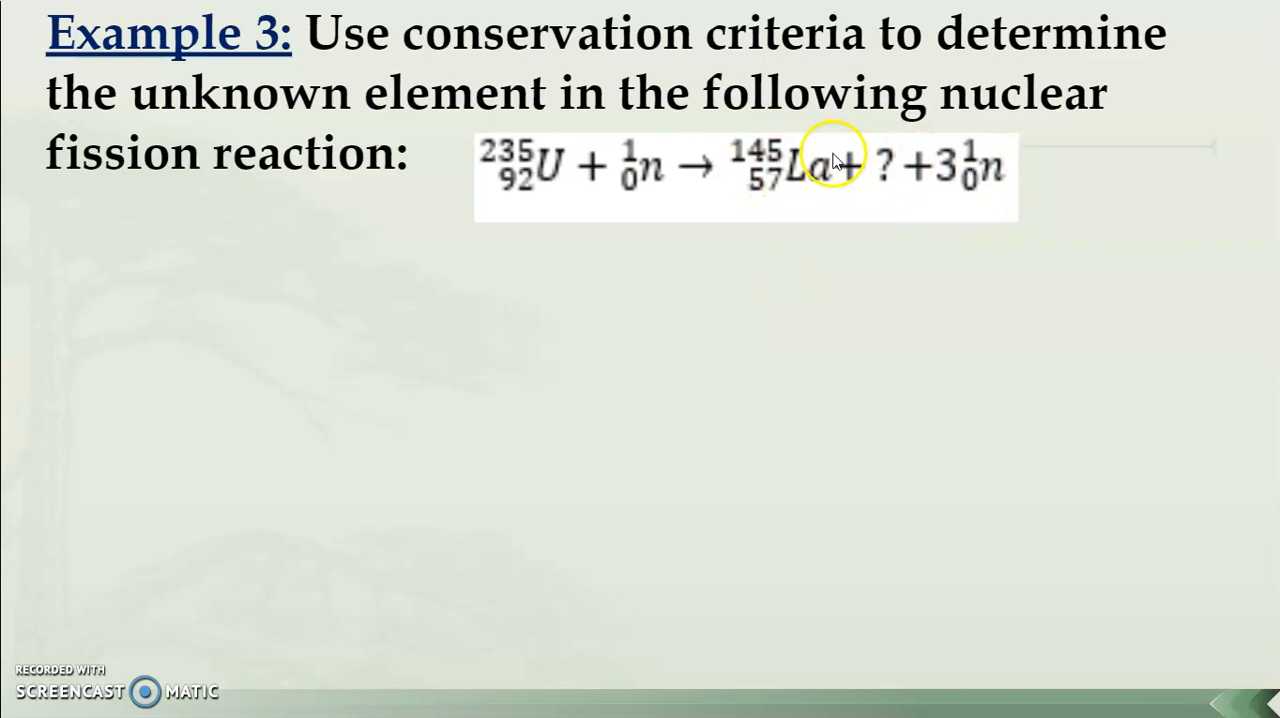 Example 3: Use conservation criteria to determine
the unknown element in the following nuclear
fission reaction: ²³⁵₉₂U + ¹₀n → ¹⁴⁵₅₇La + ? + 3¹₀n
RECORDED WITH
SCREENCAST MATIC